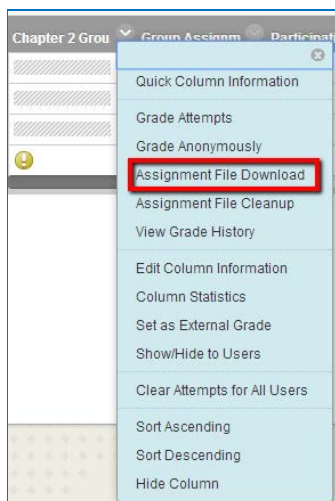 Chapter 2 Grou Group Assignm Participat
Quick Column Information
Grade Attempts
Grade Anonymously
Assignment File Download
Assignment File Cleanup
View Grade History
Edit Column Information
Column Statistics
Set as External Grade
Show/Hide to Users
Clear Attempts for All Users
Sort Ascending
Sort Descending
Hide Column